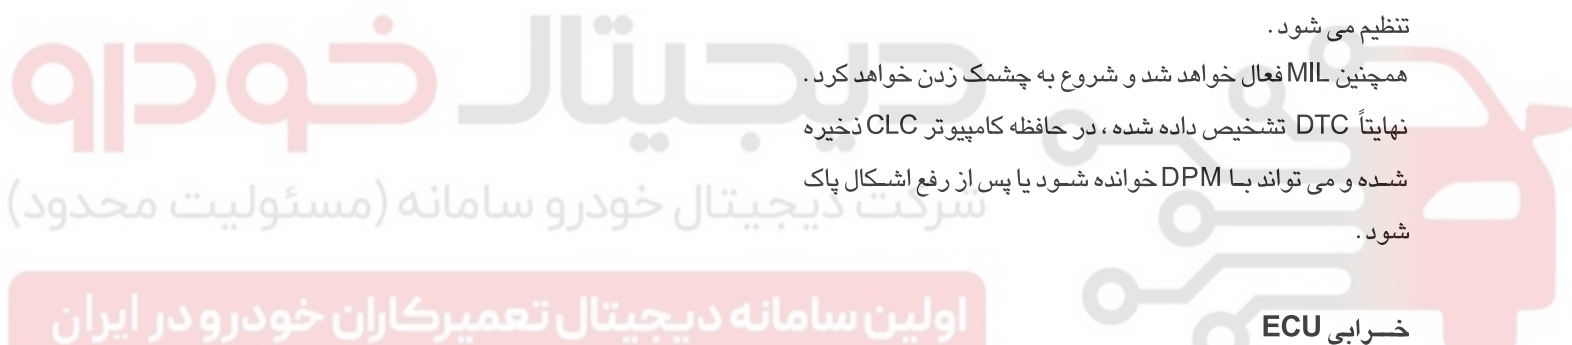 تنظیم می شود.
همچنین MIL فعال خواهد شد و شروع به چشمک زدن خواهد کرد.
نهایتاً DTC تشخیص داده شده، در حافظه کامپیوتر CLC ذخیره
شده و می تواند با DPM خوانده شود یا پس از رفع اشکال پاک
شود.
خرابی ECU
دیجیتال خودرو
شرکت دیجیتال خودرو سامانه (مسئولیت محدود)
اولین سامانه دیجیتال تعمیرکاران خودرو در ایران